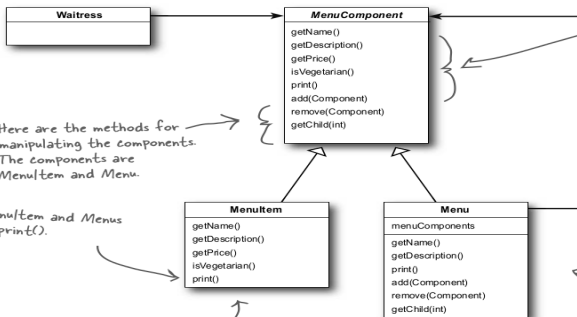 Waitress
MenuComponent
getName()
getDescription()
getPrice()
isVegetarian()
print()
add(Component)
remove(Component)
getChild(int)
Here are the methods for
manipulating the components.
The components are
MenuItem and Menu.
MenuItem
getName()
getDescription()
getPrice()
isVegetarian()
print()
Menu
menuComponents
getName()
getDescription()
print()
add(Component)
remove(Component)
getChild(int)
nuItem and Menus
print().